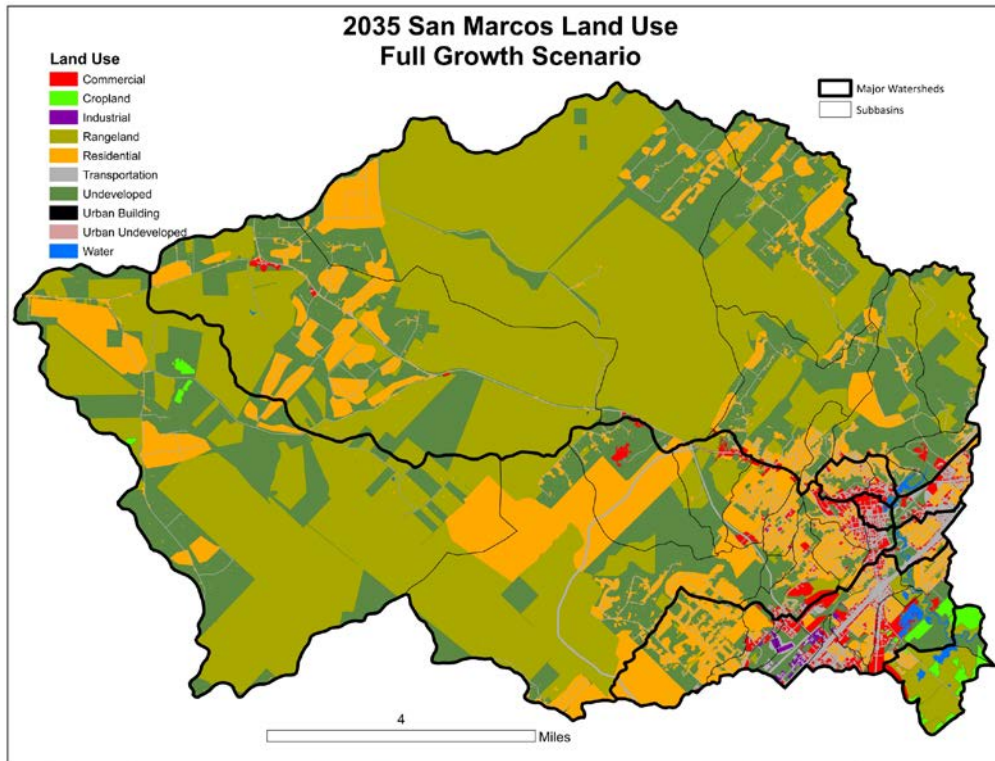 2035 San Marcos Land Use
Full Growth Scenario
Land Use
Commercial
Cropland
Industrial
Rangeland
Residential
Transportation
Undeveloped
Urban Building
Urban Undeveloped
Water
Major Watersheds
Subbasins
4
Miles